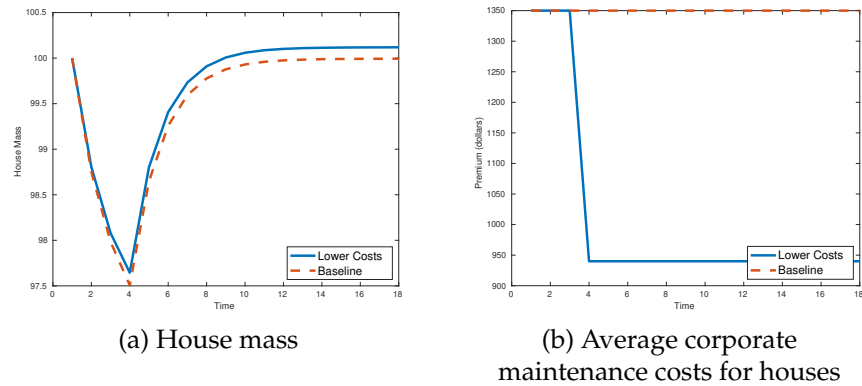 100.5
100
99.5
99
98.5
98
97.5
House Mass
0 2 4 6 8 10 12 14 16 18
Time
Lower Costs
Baseline
(a) House mass
1350
1300
1250
1200
1150
1100
1050
1000
950
900
Premium (dollars)
0 2 4 6 8 10 12 14 16 18
Time
Lower Costs
Baseline
(b) Average corporate
maintenance costs for houses